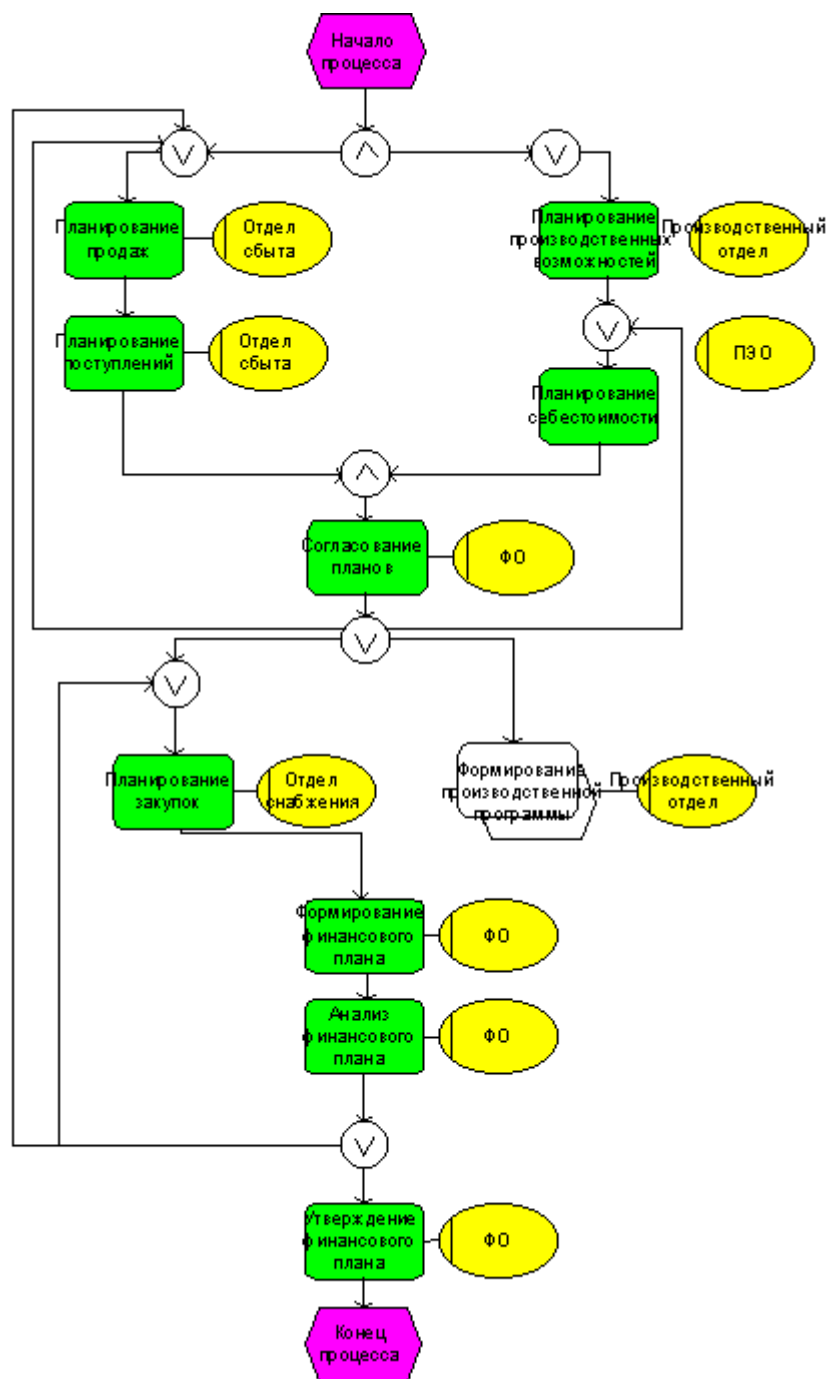 Начало
процесса
Планирование
продаж
Отдел
сбыта
Планирование
производственных
возможностей
Производственный
отдел
Планирование
поступлений
Отдел
сбыта
ПЭО
Планирование
себестоимости
Согласование
планов
ФО
Планирование
закупок
Отдел
снабжения
Формирование
производственной
программы
Производственный
отдел
Формирование
финансового
плана
ФО
Анализ
финансового
плана
ФО
Утверждение
финансового
плана
ФО
Конец
процесса